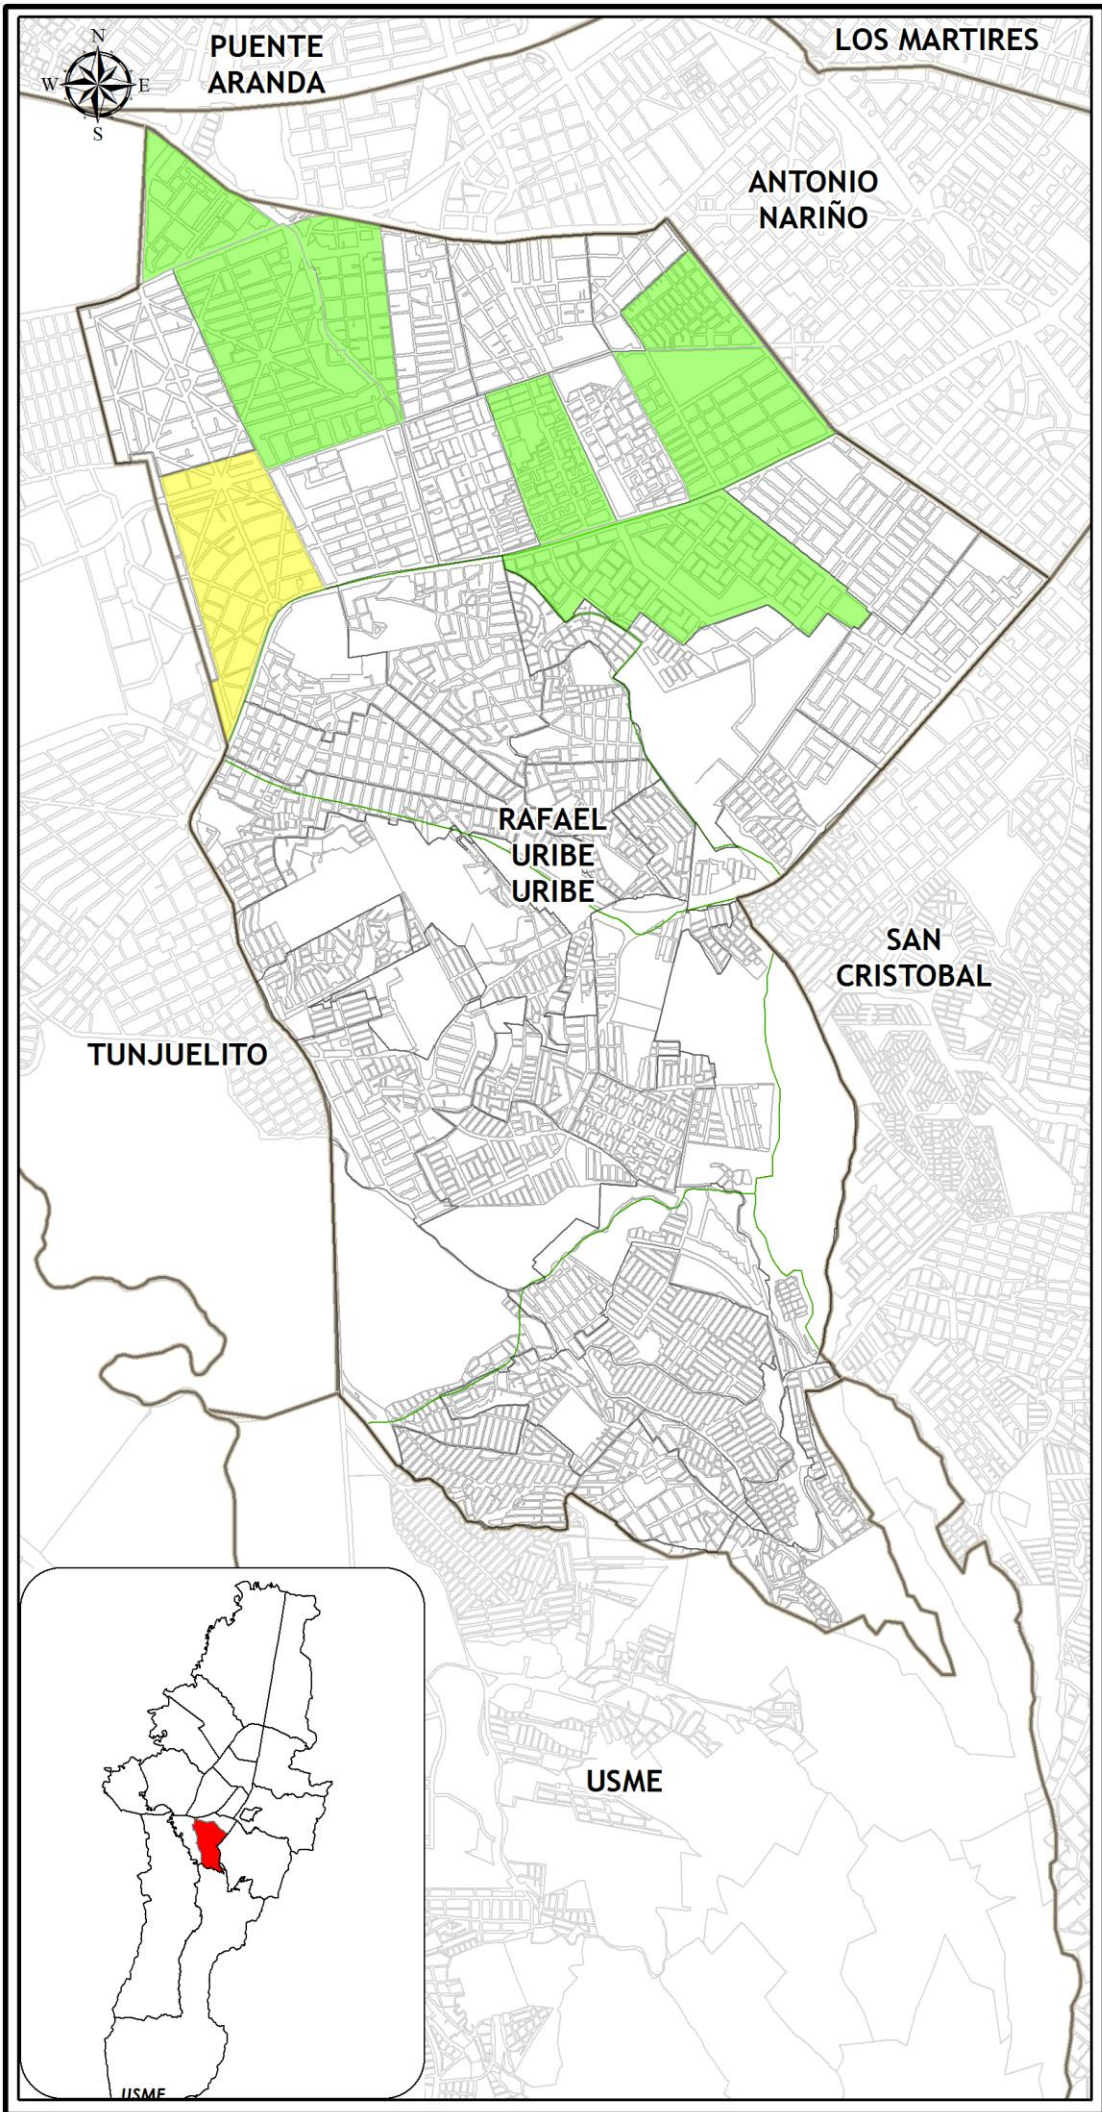 N
PUENTE
ARANDA
LOS MARTIRES
W
E
S
ANTONIO
NARIÑO
RAFAEL
URIBE
URIBE
SAN
CRISTOBAL
TUNJUELITO
USME
USME